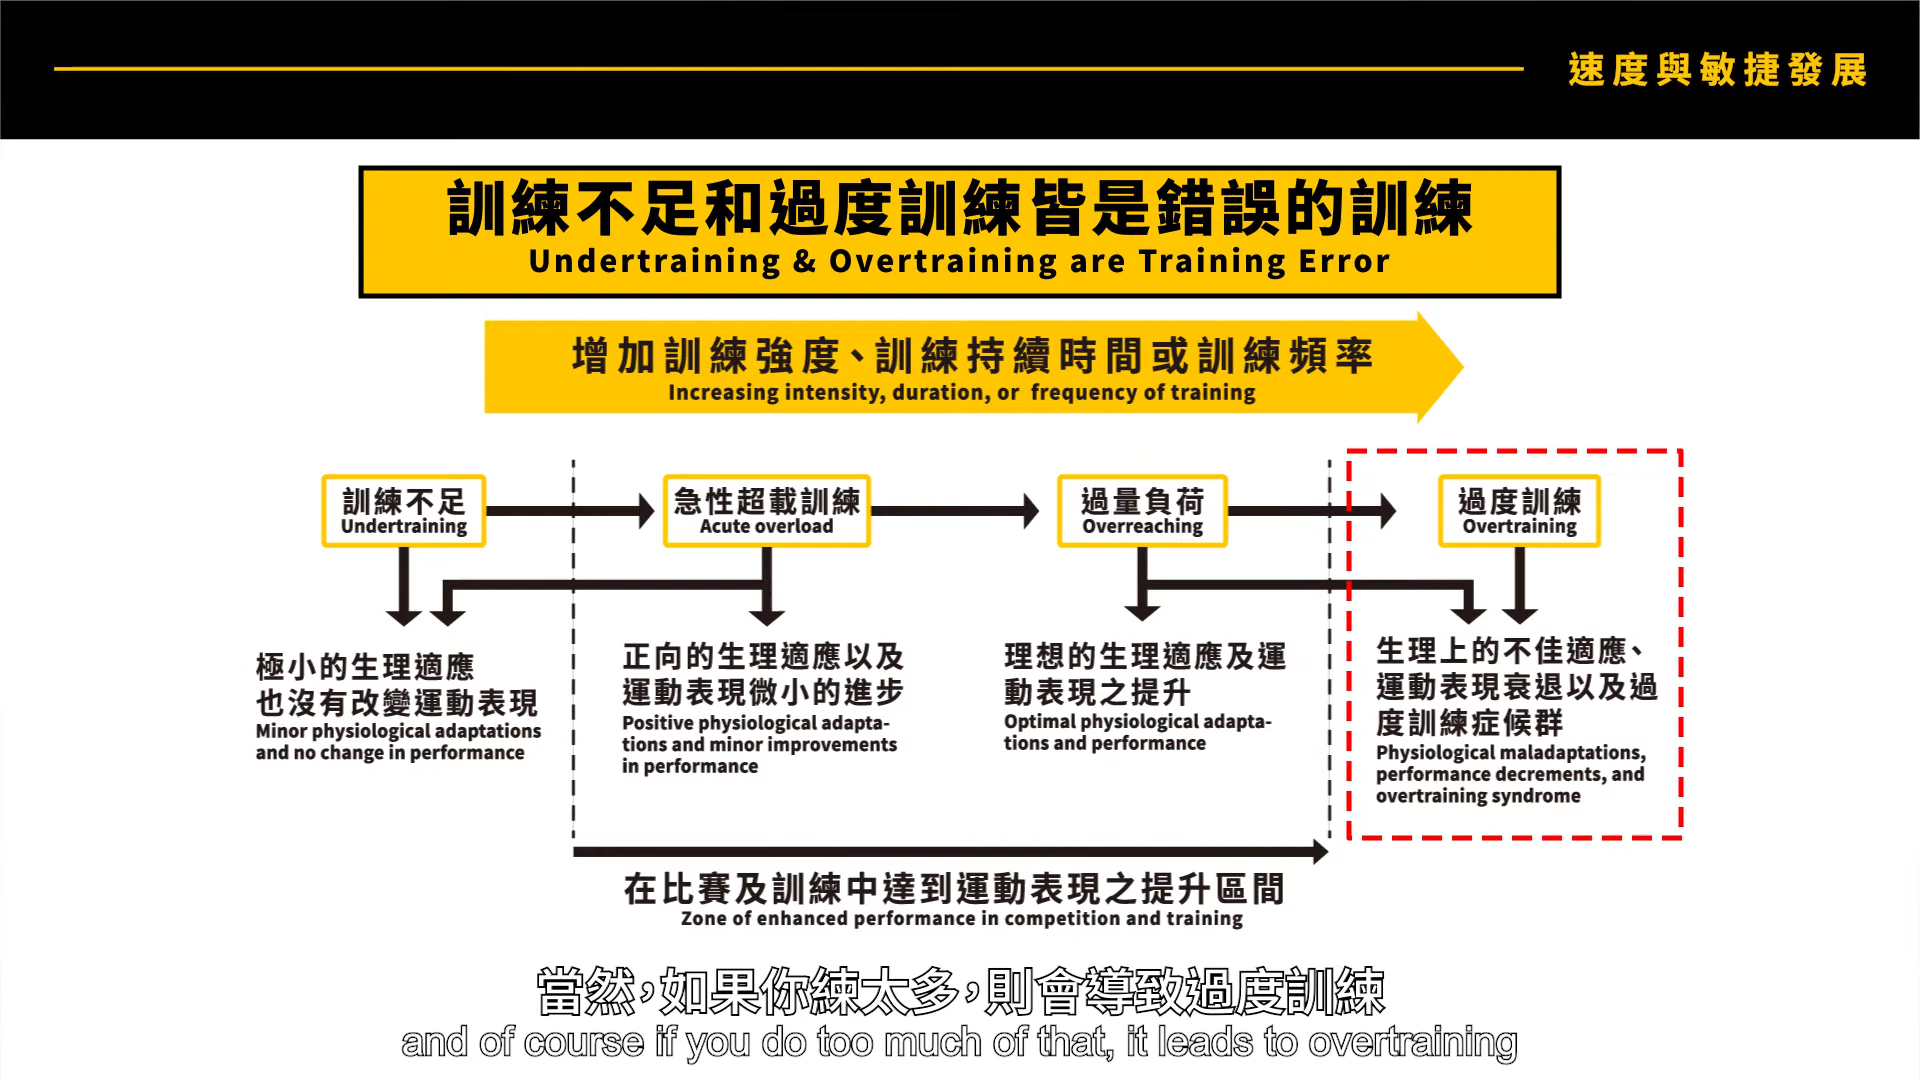 速度與敏捷發展
訓練不足和過度訓練皆是錯誤的訓練
Undertraining & Overtraining are Training Error
增加訓練強度、訓練持續時間或訓練頻率
Increasing intensity, duration, or frequency of training
訓練不足
Undertraining
急性超載訓練
Acute overload
過量負荷
Overreaching
過度訓練
Overtraining
極小的生理適應
也沒有改變運動表現
Minor physiological adaptations
and no change in performance
正向的生理適應以及
運動表現微小的進步
Positive physiological adapta-
tions and minor improvements
in performance
理想的生理適應及運
動表現之提升
Optimal physiological adapta-
tions and performance
生理上的不佳適應、
運動表現衰退以及過
度訓練症候群
Physiological maladaptations,
performance decrements, and
overtraining syndrome
在比賽及訓練中達到運動表現之提升區間
Zone of enhanced performance in competition and training
當然，如果你練太多，則會導致過度訓練
and of course if you do too much of that, it leads to overtraining